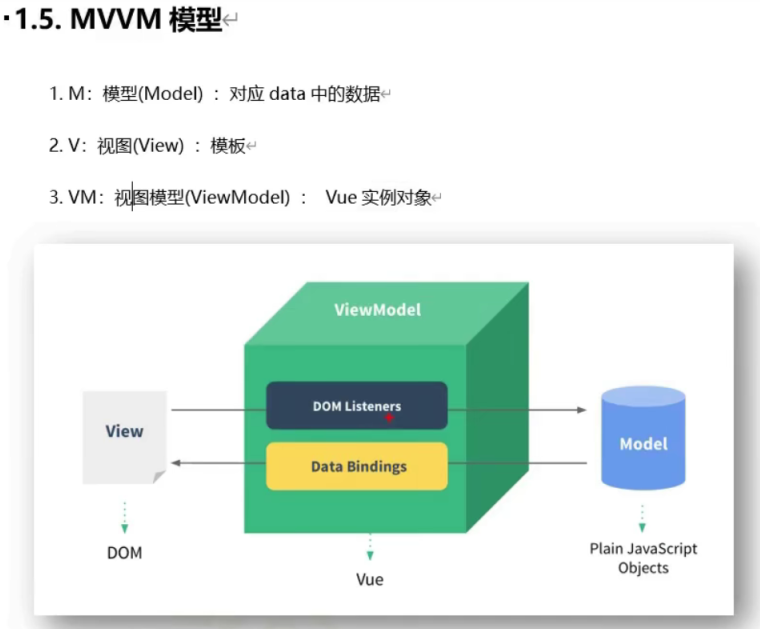 1.5. MVVM 模型
1. M：模型(Model) ：对应 data 中的数据
2. V：视图(View) ：模板
3. VM：视图模型(ViewModel) ： Vue 实例对象
ViewModel
DOM Listeners
View
Model
Data Bindings
DOM
Vue
Plain JavaScript
Objects